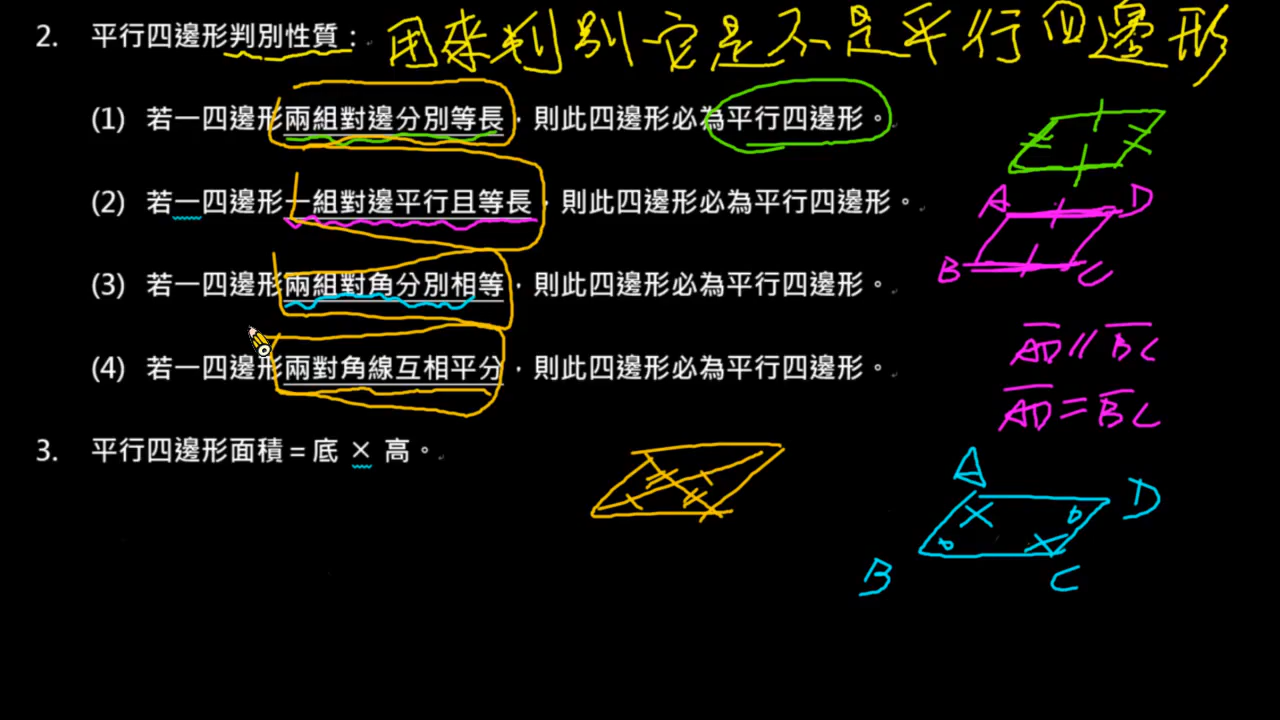 2. 平行四邊形判別性質： 用來判別它是不是平行四邊形
(1) 若一四邊形兩組對邊分別等長，則此四邊形必為平行四邊形。
(2) 若一四邊形一組對邊平行且等長，則此四邊形必為平行四邊形。
A D
B C
(3) 若一四邊形兩組對角分別相等，則此四邊形必為平行四邊形。
AD // BC
(4) 若一四邊形兩對角線互相平分，則此四邊形必為平行四邊形。
AD = BC
3. 平行四邊形面積 = 底 × 高。
A D
B C